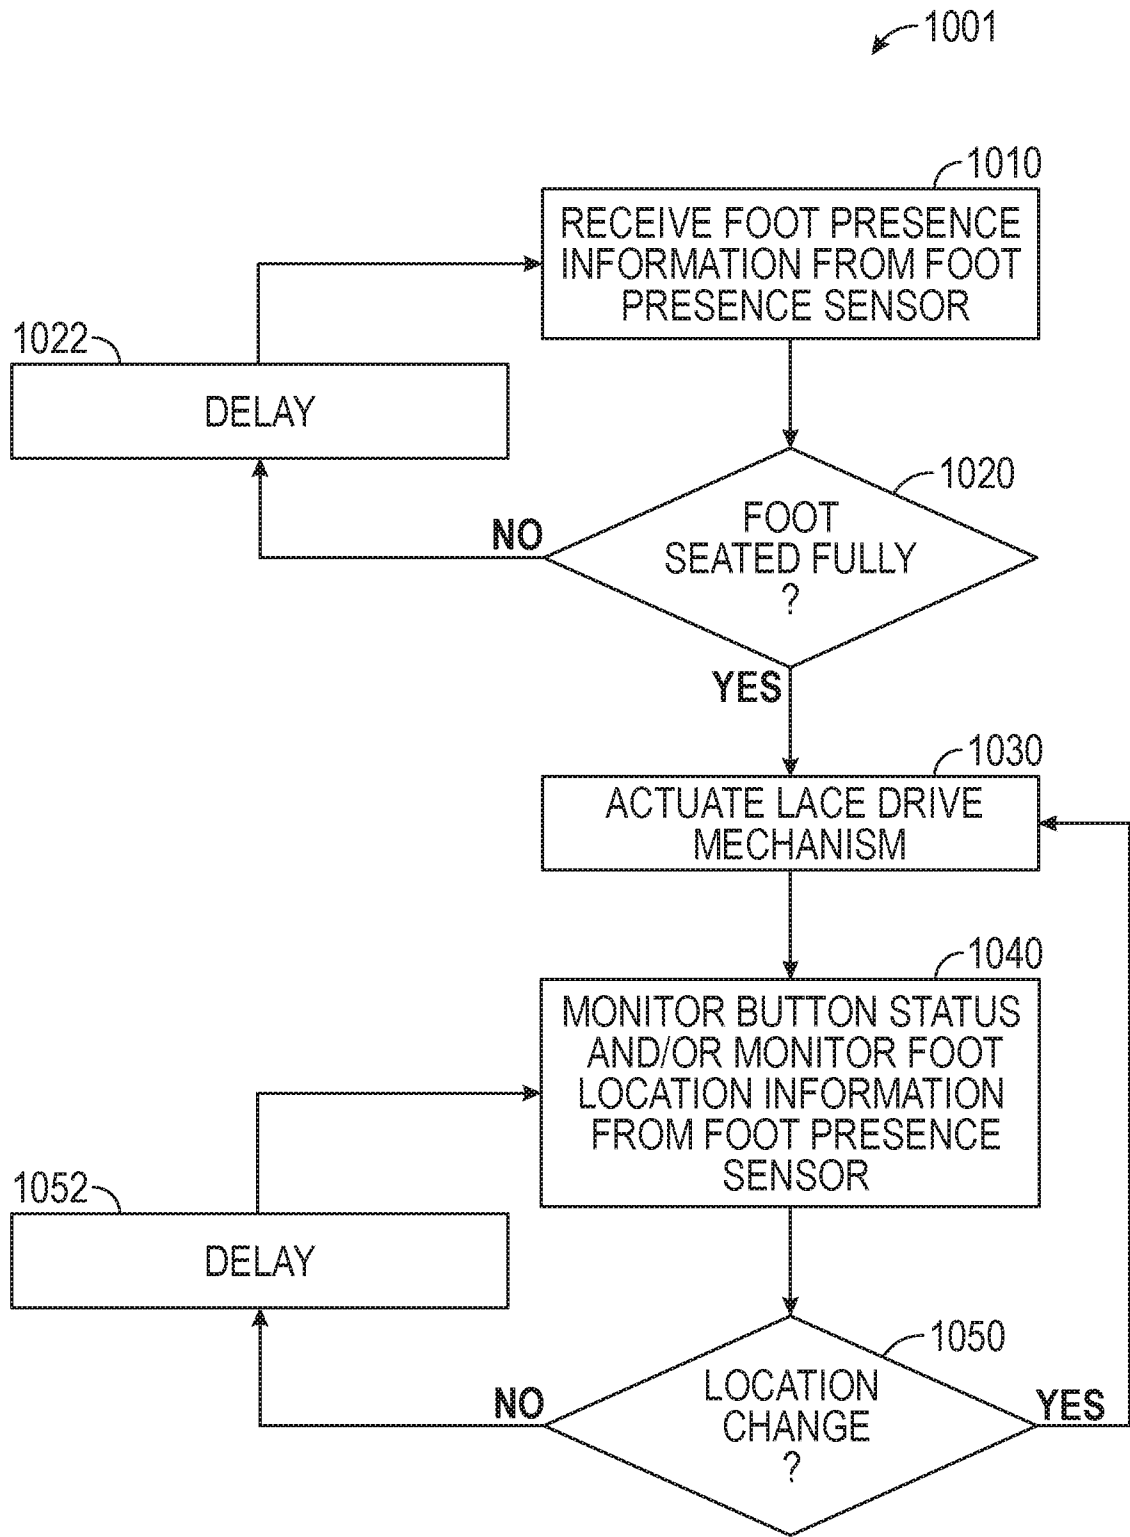 1001
1010
RECEIVE FOOT PRESENCE
INFORMATION FROM FOOT
PRESENCE SENSOR
1022
DELAY
1020
FOOT
SEATED FULLY
?
NO
YES
1030
ACTUATE LACE DRIVE
MECHANISM
1040
MONITOR BUTTON STATUS
AND/OR MONITOR FOOT
LOCATION INFORMATION
FROM FOOT PRESENCE
SENSOR
1052
DELAY
1050
LOCATION
CHANGE
?
NO
YES